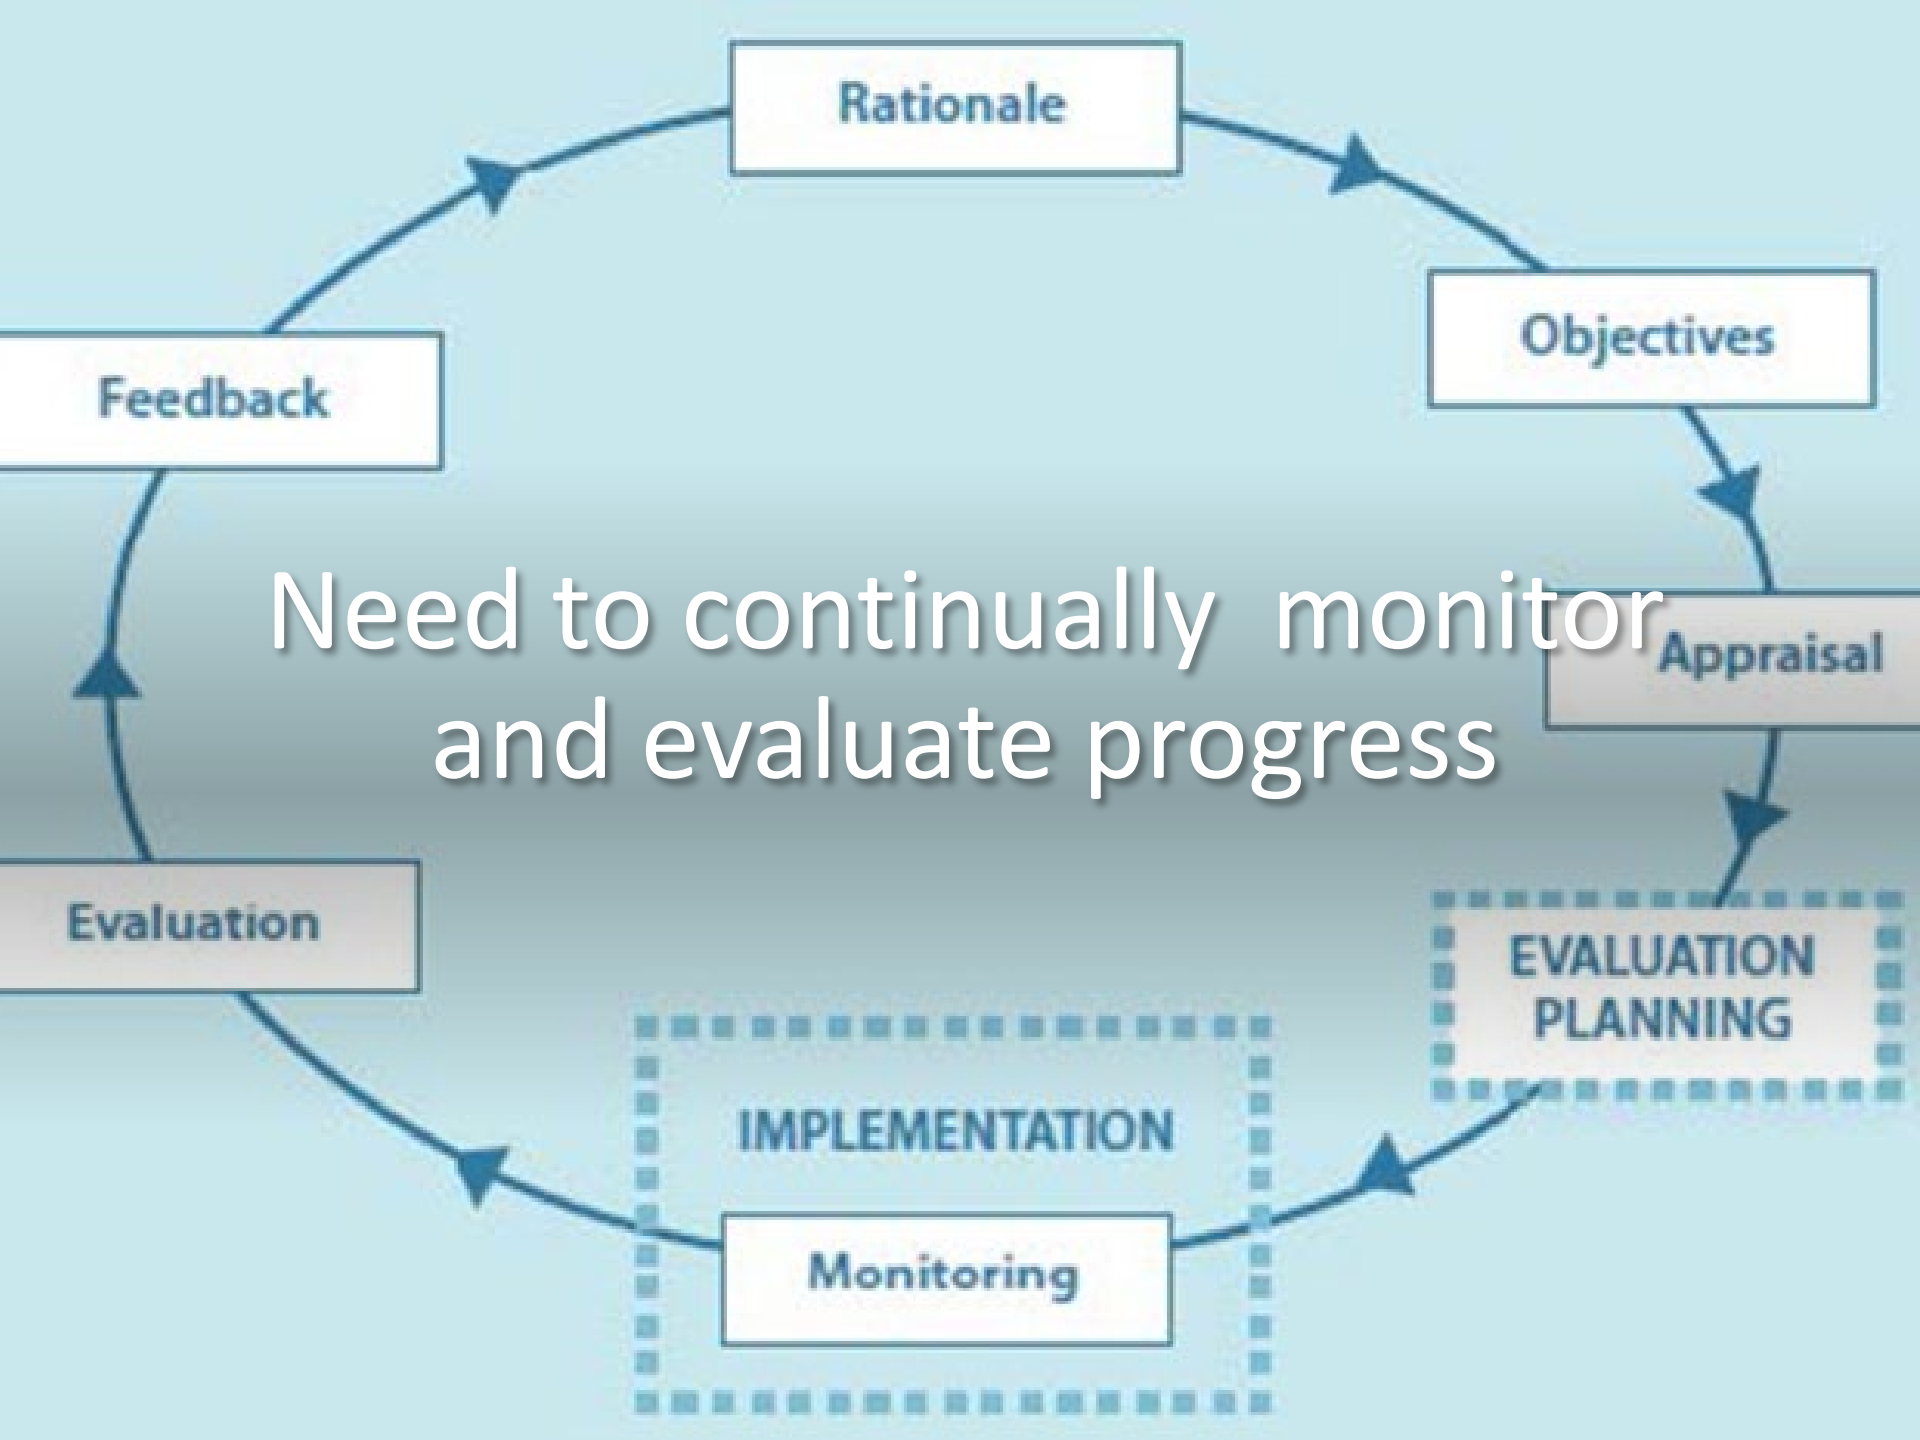 Rationale
Objectives
Feedback
Need to continually  monitor
and evaluate progress
Appraisal
Evaluation
EVALUATION
PLANNING
IMPLEMENTATION
Monitoring